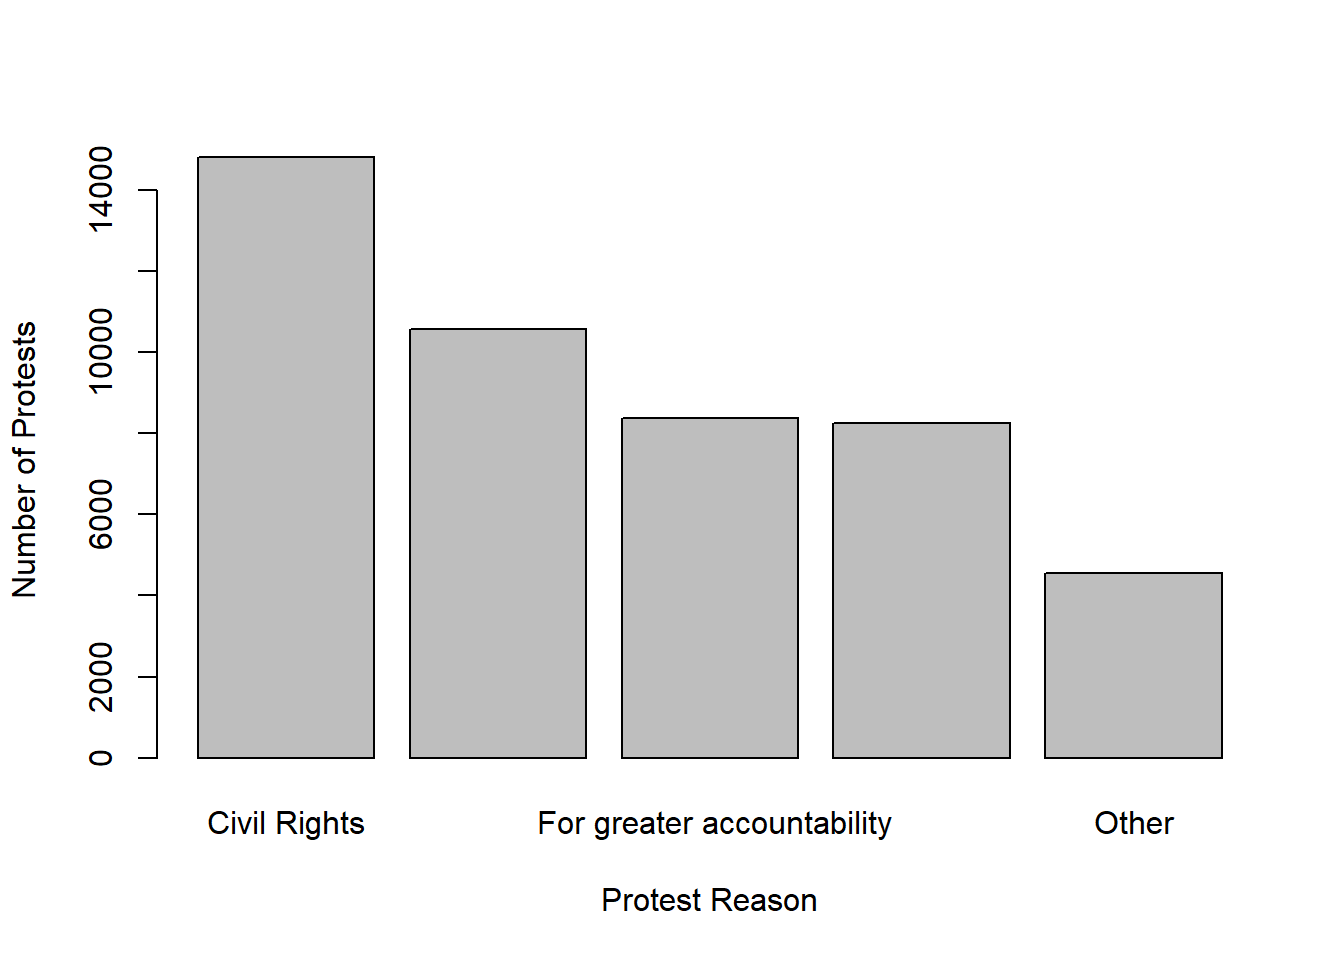 Number of Protests
14000
10000
6000
2000
0
Civil Rights
For greater accountability
Other
Protest Reason